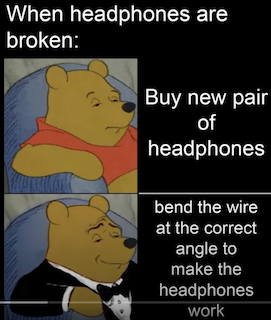 When headphones are
broken:
Buy new pair
of
headphones
bend the wire
at the correct
angle to
make the
headphones
work